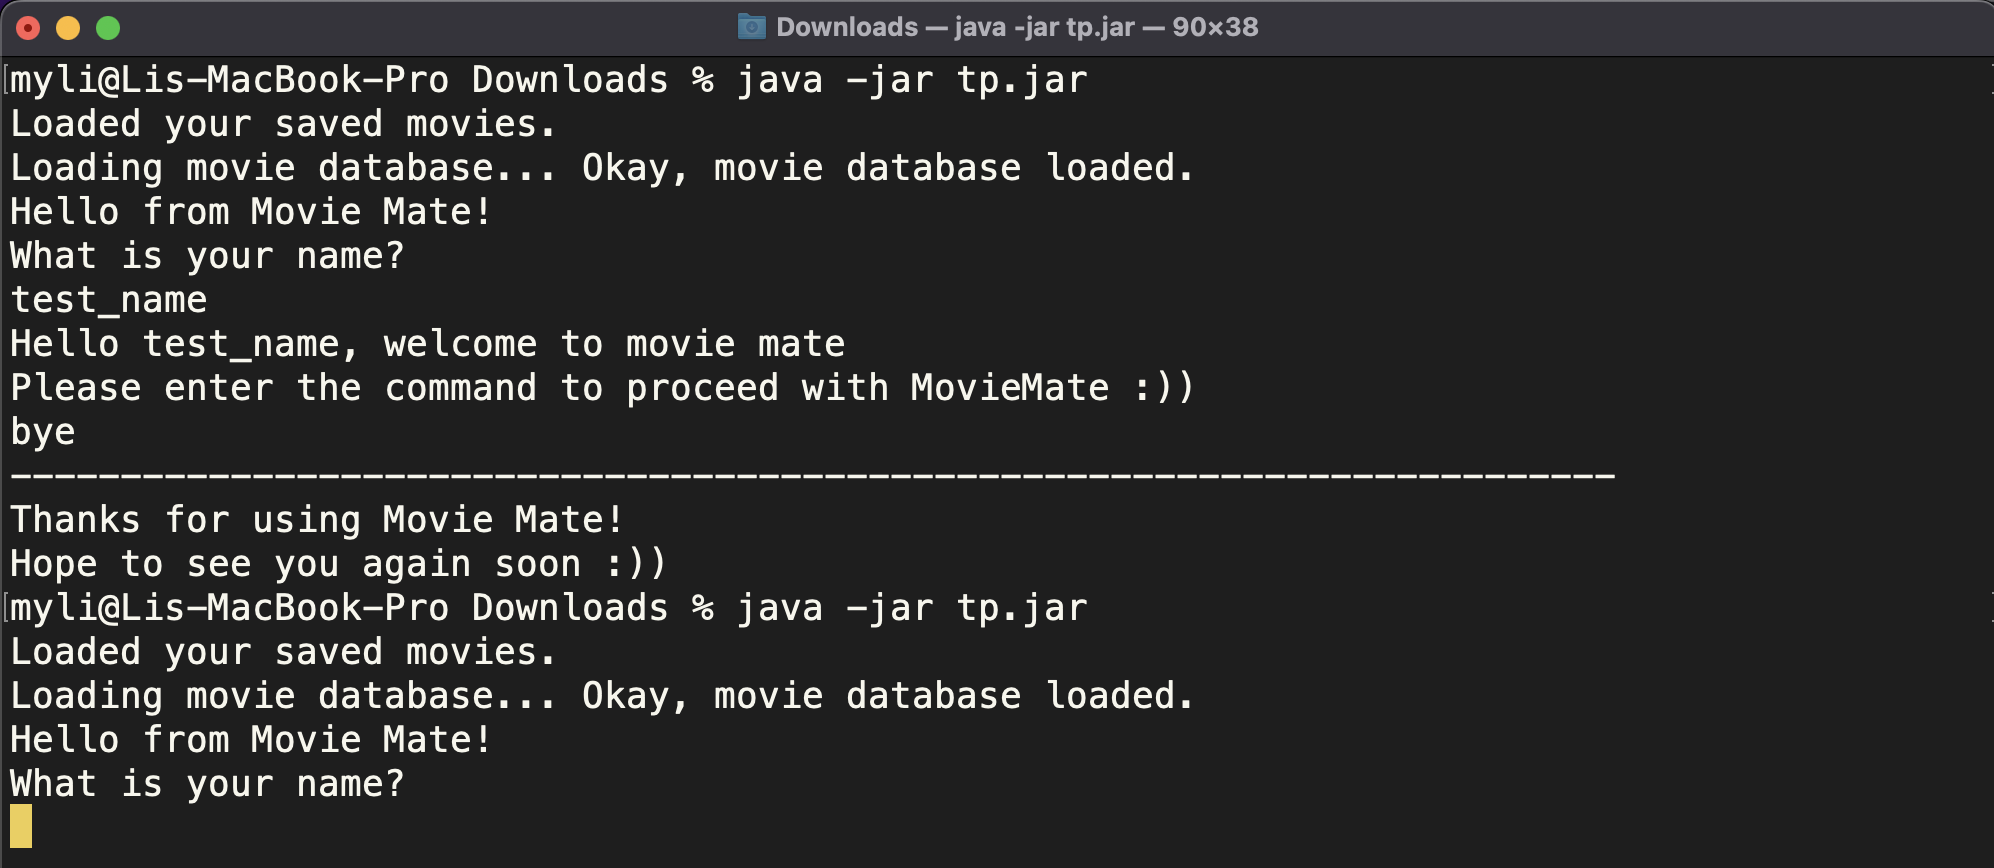 Downloads — java -jar tp.jar — 90×38
myli@Lis-MacBook-Pro Downloads % java -jar tp.jar
Loaded your saved movies.
Loading movie database... Okay, movie database loaded.
Hello from Movie Mate!
What is your name?
test_name
Hello test_name, welcome to movie mate
Please enter the command to proceed with MovieMate :))
bye
-------------------------------------------------------------------------
Thanks for using Movie Mate!
Hope to see you again soon :))
myli@Lis-MacBook-Pro Downloads % java -jar tp.jar
Loaded your saved movies.
Loading movie database... Okay, movie database loaded.
Hello from Movie Mate!
What is your name?